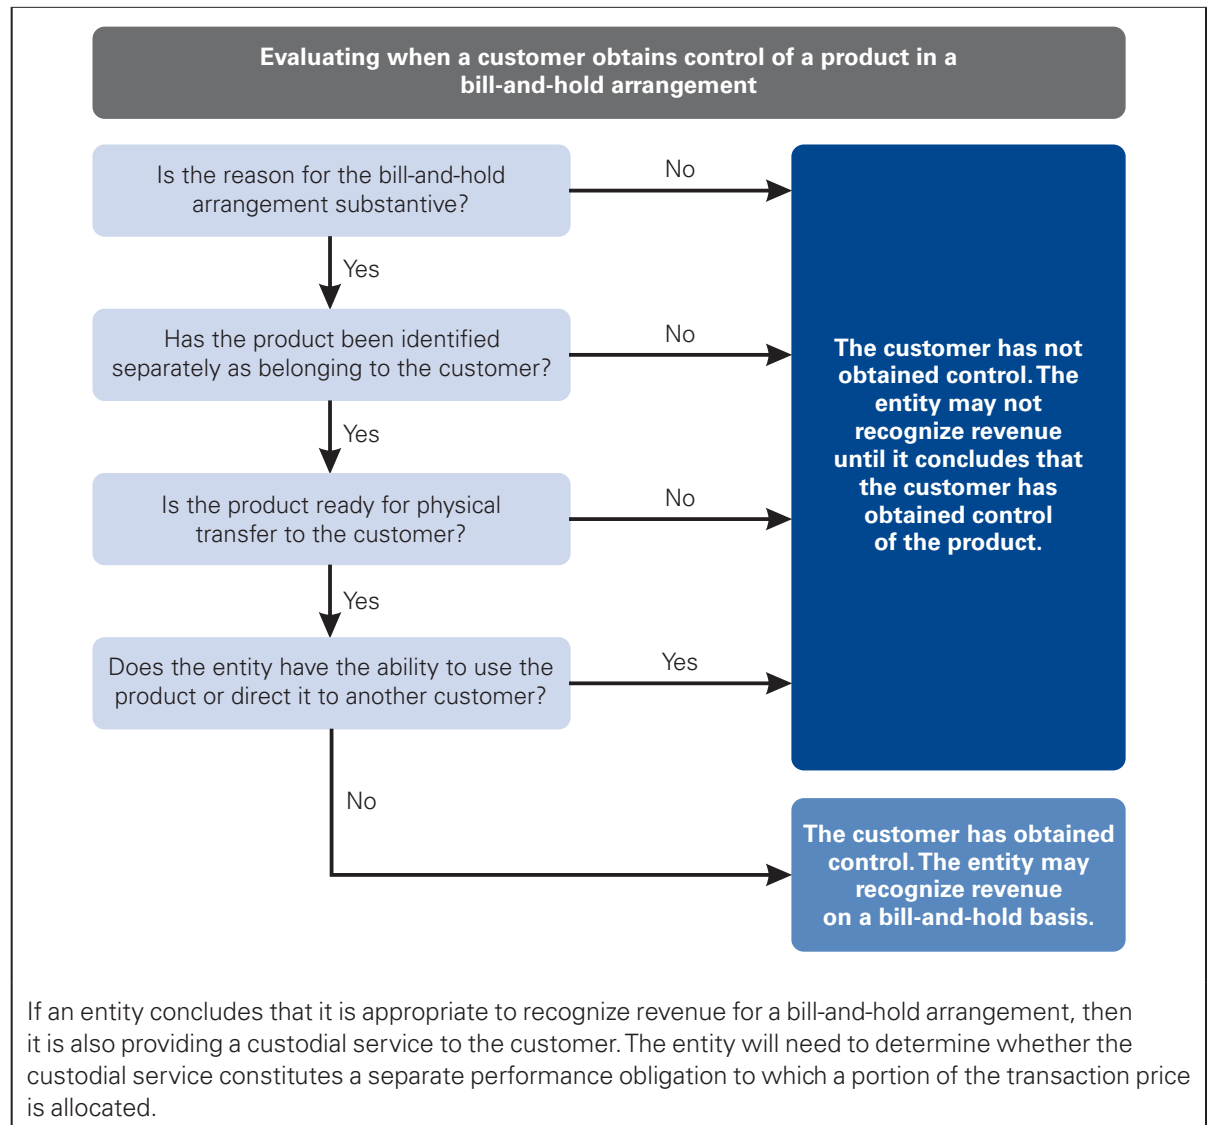 Evaluating when a customer obtains control of a product in a
bill-and-hold arrangement
Is the reason for the bill-and-hold
arrangement substantive?
No
Yes
Has the product been identified
separately as belonging to the customer?
No
Yes
Is the product ready for physical
transfer to the customer?
No
Yes
Does the entity have the ability to use the
product or direct it to another customer?
Yes
No
The customer has not
obtained control. The
entity may not
recognize revenue
until it concludes that
the customer has
obtained control
of the product.
The customer has obtained
control. The entity may
recognize revenue
on a bill-and-hold basis.
If an entity concludes that it is appropriate to recognize revenue for a bill-and-hold arrangement, then
it is also providing a custodial service to the customer. The entity will need to determine whether the
custodial service constitutes a separate performance obligation to which a portion of the transaction price
is allocated.